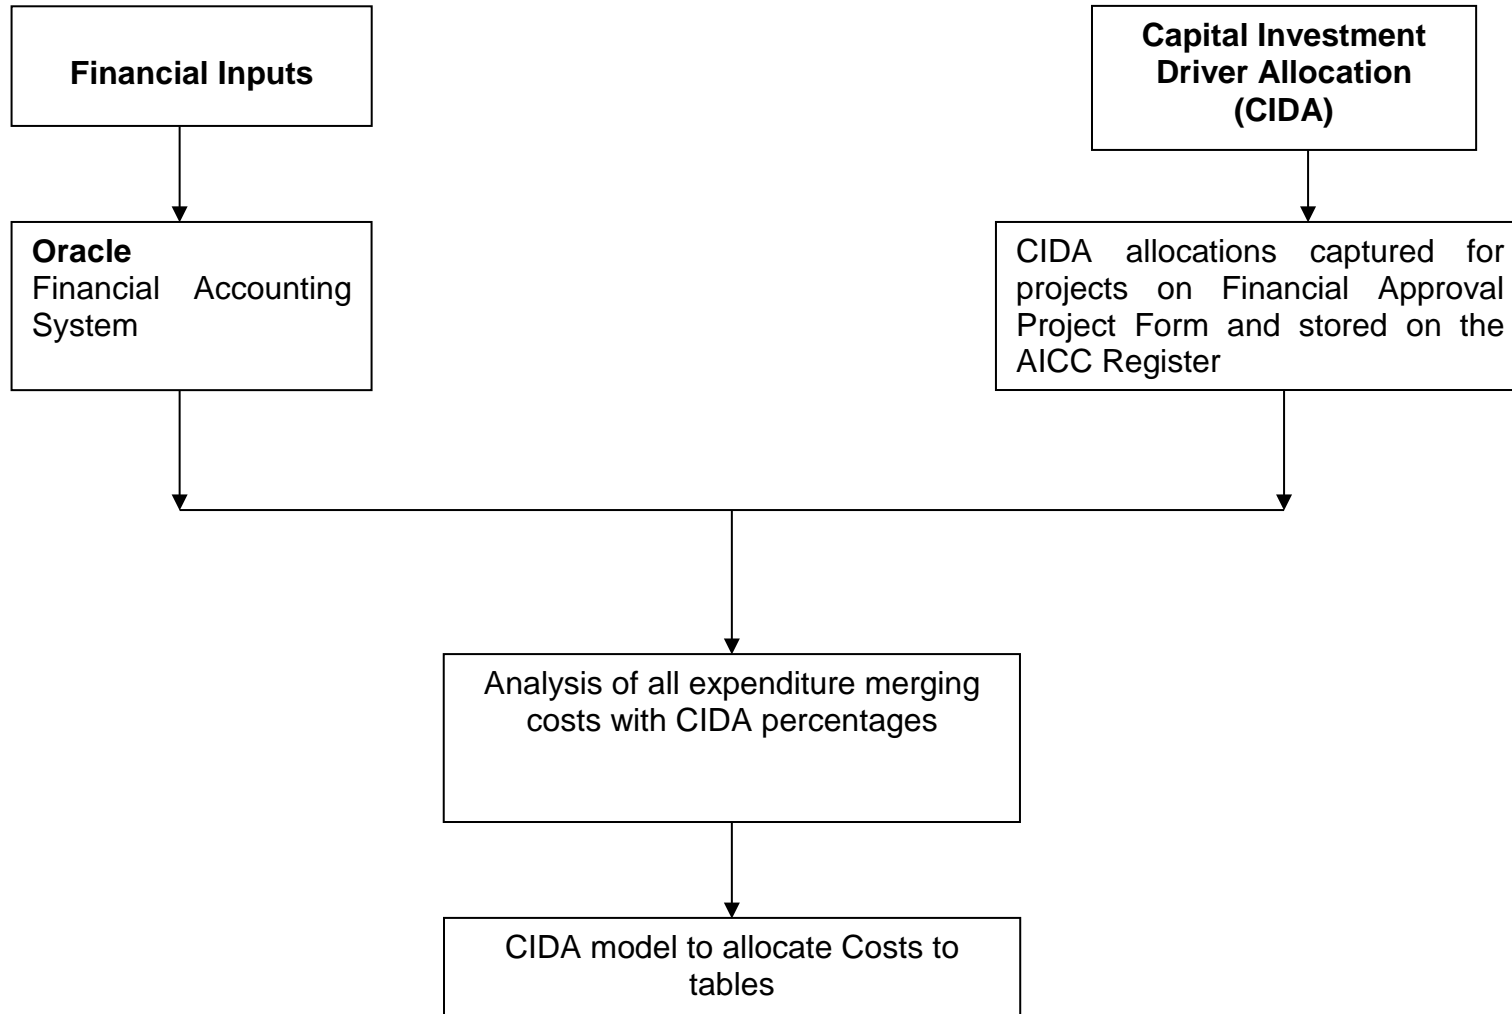 Financial Inputs
Capital Investment
Driver Allocation
(CIDA)
Oracle
Financial Accounting
System
CIDA allocations captured for
projects on Financial Approval
Project Form and stored on the
AICC Register
Analysis of all expenditure merging
costs with CIDA percentages
CIDA model to allocate Costs to
tables